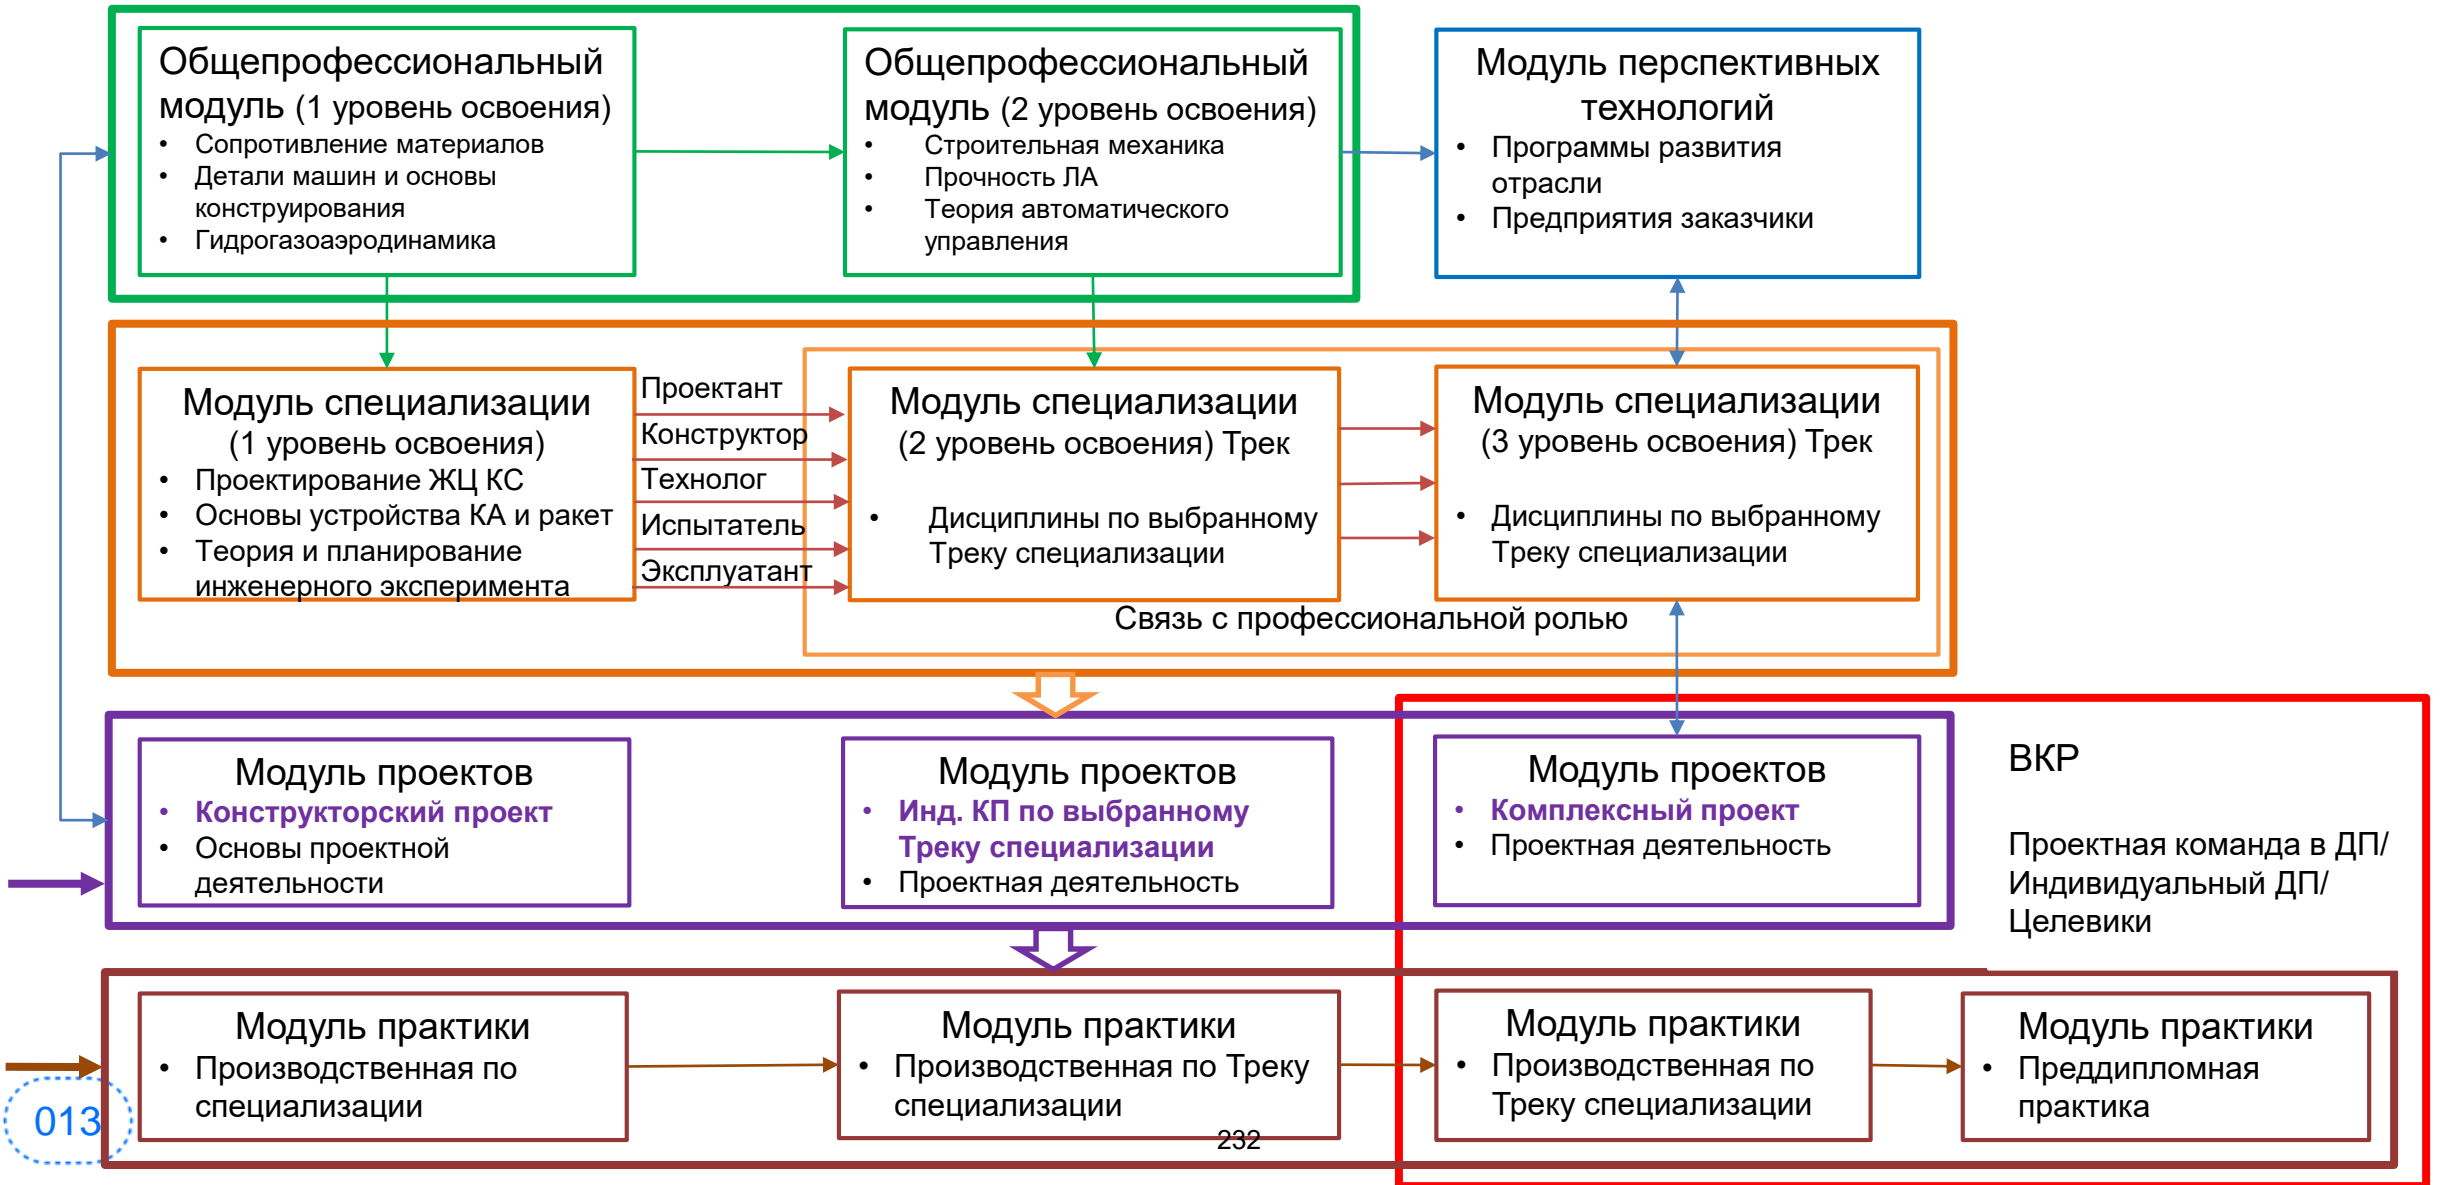 Общепрофессиональный
модуль (1 уровень освоения)
• Сопротивление материалов
• Детали машин и основы
конструирования
• Гидрогазоаэродинамика
Общепрофессиональный
модуль (2 уровень освоения)
• Строительная механика
• Прочность ЛА
• Теория автоматического
управления
Модуль перспективных
технологий
• Программы развития
отрасли
• Предприятия заказчики
Модуль специализации
(1 уровень освоения)
• Проектирование ЖЦ КС
• Основы устройства КА и ракет
• Теория и планирование
инженерного эксперимента
Проектант
Конструктор
Технолог
Испытатель
Эксплуатант
Модуль специализации
(2 уровень освоения) Трек
• Дисциплины по выбранному
Треку специализации
Модуль специализации
(3 уровень освоения) Трек
• Дисциплины по выбранному
Треку специализации
Связь с профессиональной ролью
Модуль проектов
• Конструкторский проект
• Основы проектной
деятельности
Модуль проектов
• Инд. КП по выбранному
Треку специализации
• Проектная деятельность
Модуль проектов
• Комплексный проект
• Проектная деятельность
ВКР
Проектная команда в ДП/
Индивидуальный ДП/
Целевики
Модуль практики
• Производственная по
специализации
Модуль практики
• Производственная по Треку
специализации
Модуль практики
• Производственная по
Треку специализации
Модуль практики
• Преддипломная
практика
013
232